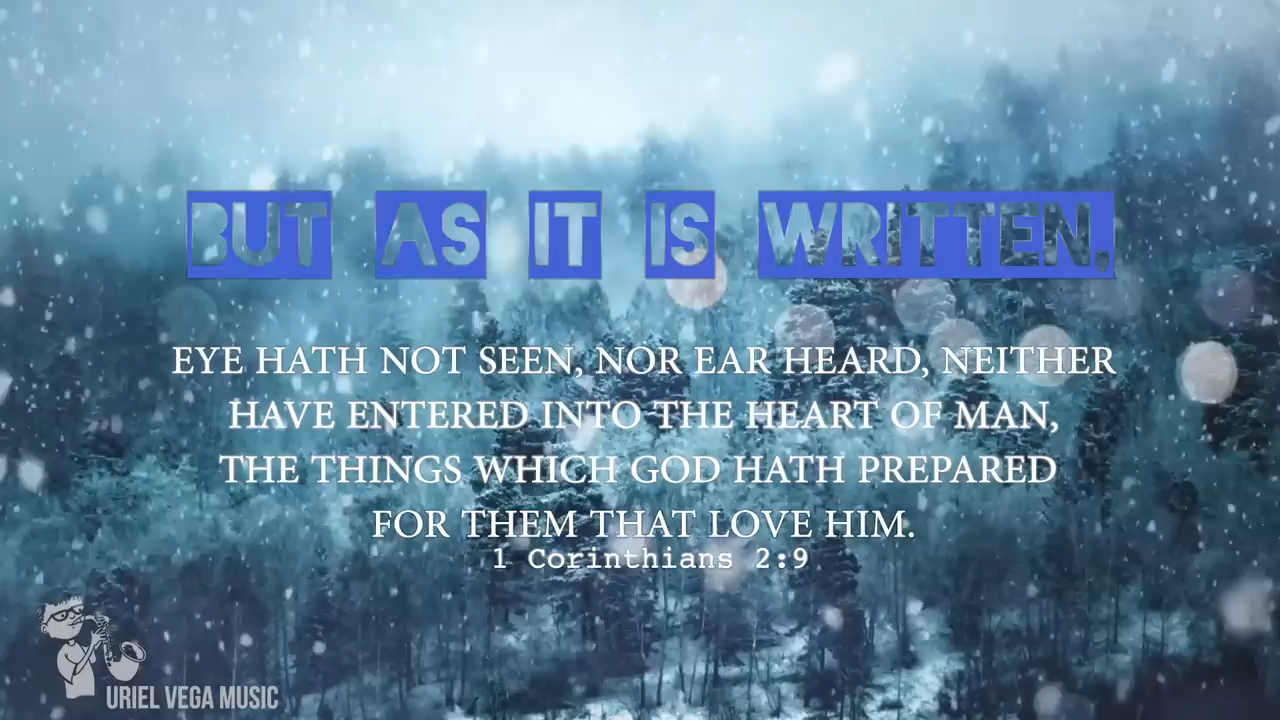 BUT AS IT IS WRITTEN,
EYE HATH NOT SEEN, NOR EAR HEARD, NEITHER
HAVE ENTERED INTO THE HEART OF MAN,
THE THINGS WHICH GOD HATH PREPARED
FOR THEM THAT LOVE HIM.
1 Corinthians 2:9
URIEL VEGA MUSIC